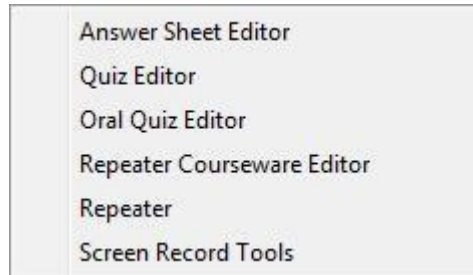 Answer Sheet Editor
Quiz Editor
Oral Quiz Editor
Repeater Courseware Editor
Repeater
Screen Record Tools